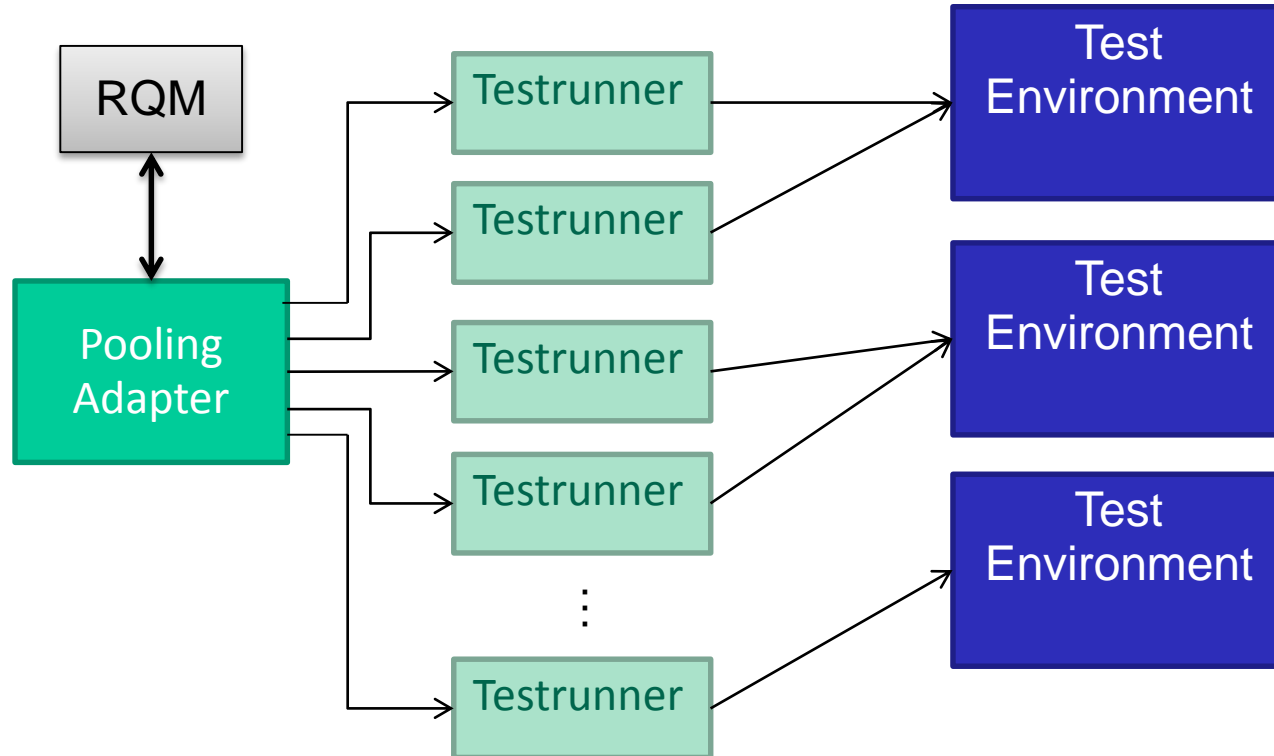 RQM
Pooling
Adapter
Testrunner
Testrunner
Testrunner
Testrunner
⋮
Testrunner
Test
Environment
Test
Environment
Test
Environment